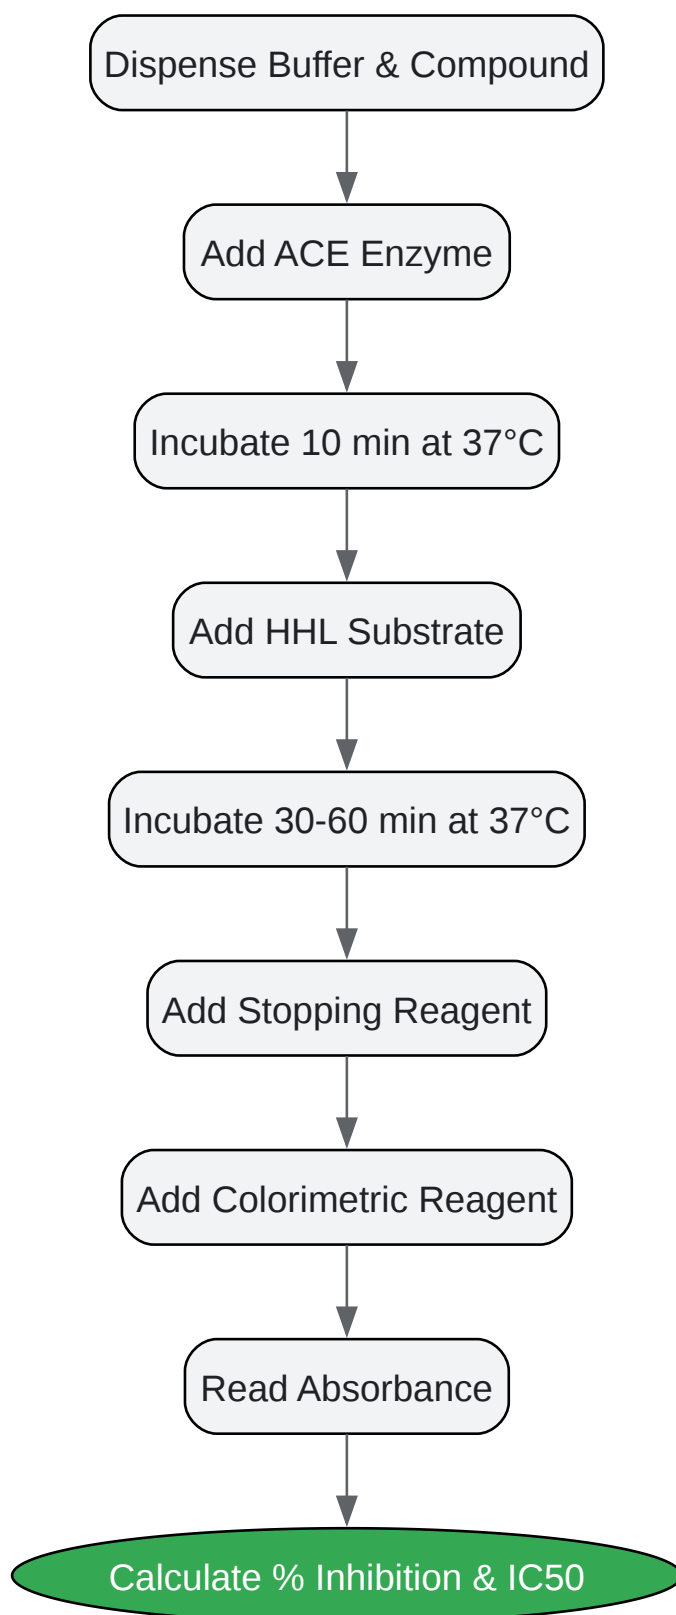 Dispense Buffer & Compound
Add ACE Enzyme
Incubate 10 min at 37°C
Add HHL Substrate
Incubate 30-60 min at 37°C
Add Stopping Reagent
Add Colorimetric Reagent
Read Absorbance
Calculate % Inhibition & IC50